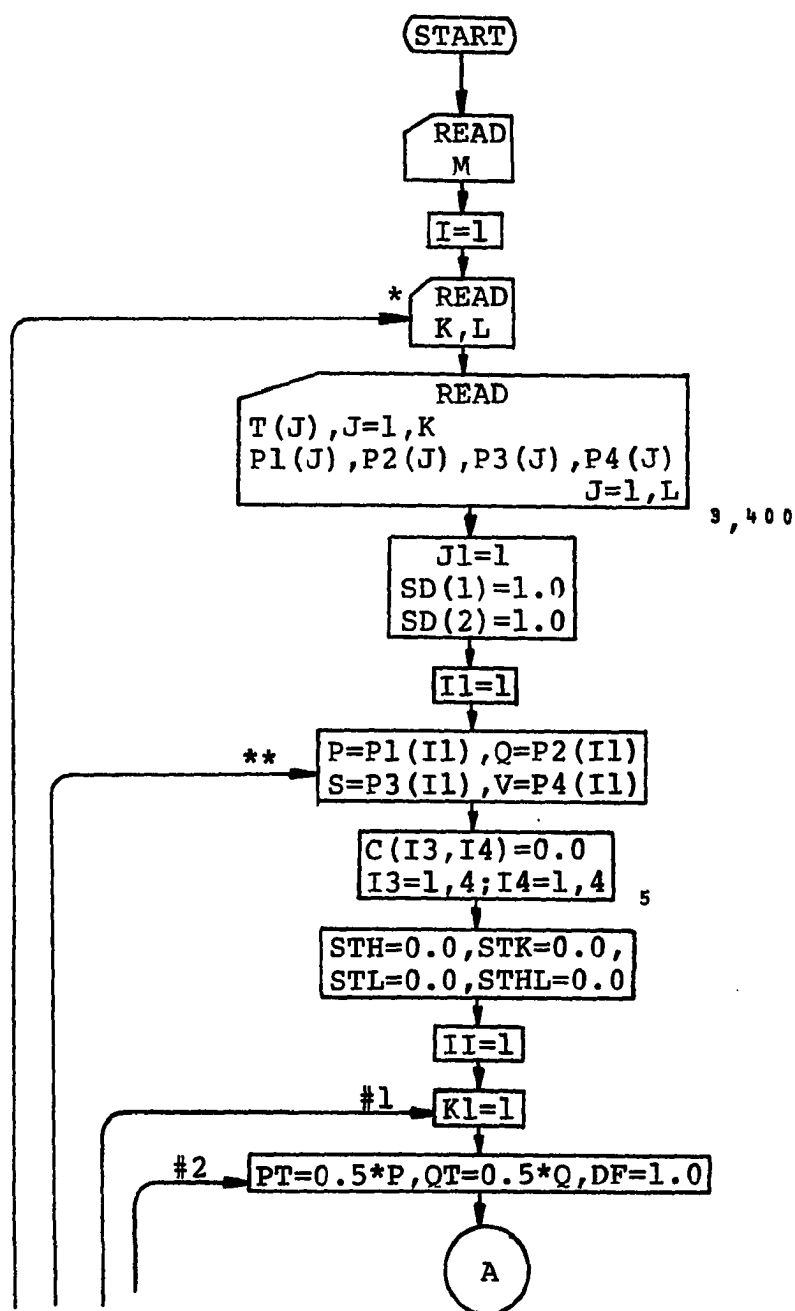 START
READ
M
I=1
*
READ
K,L
READ
T(J),J=1,K
P1(J),P2(J),P3(J),P4(J)
J=1,L
9,400
J1=1
SD(1)=1.0
SD(2)=1.0
I1=1
**
P=P1(I1),Q=P2(I1)
S=P3(I1),V=P4(I1)
C(I3,I4)=0.0
I3=1,4;I4=1,4
5
STH=0.0,STK=0.0,
STL=0.0,STHL=0.0
II=1
#1
K1=1
#2
PT=0.5*P,QT=0.5*Q,DF=1.0
A